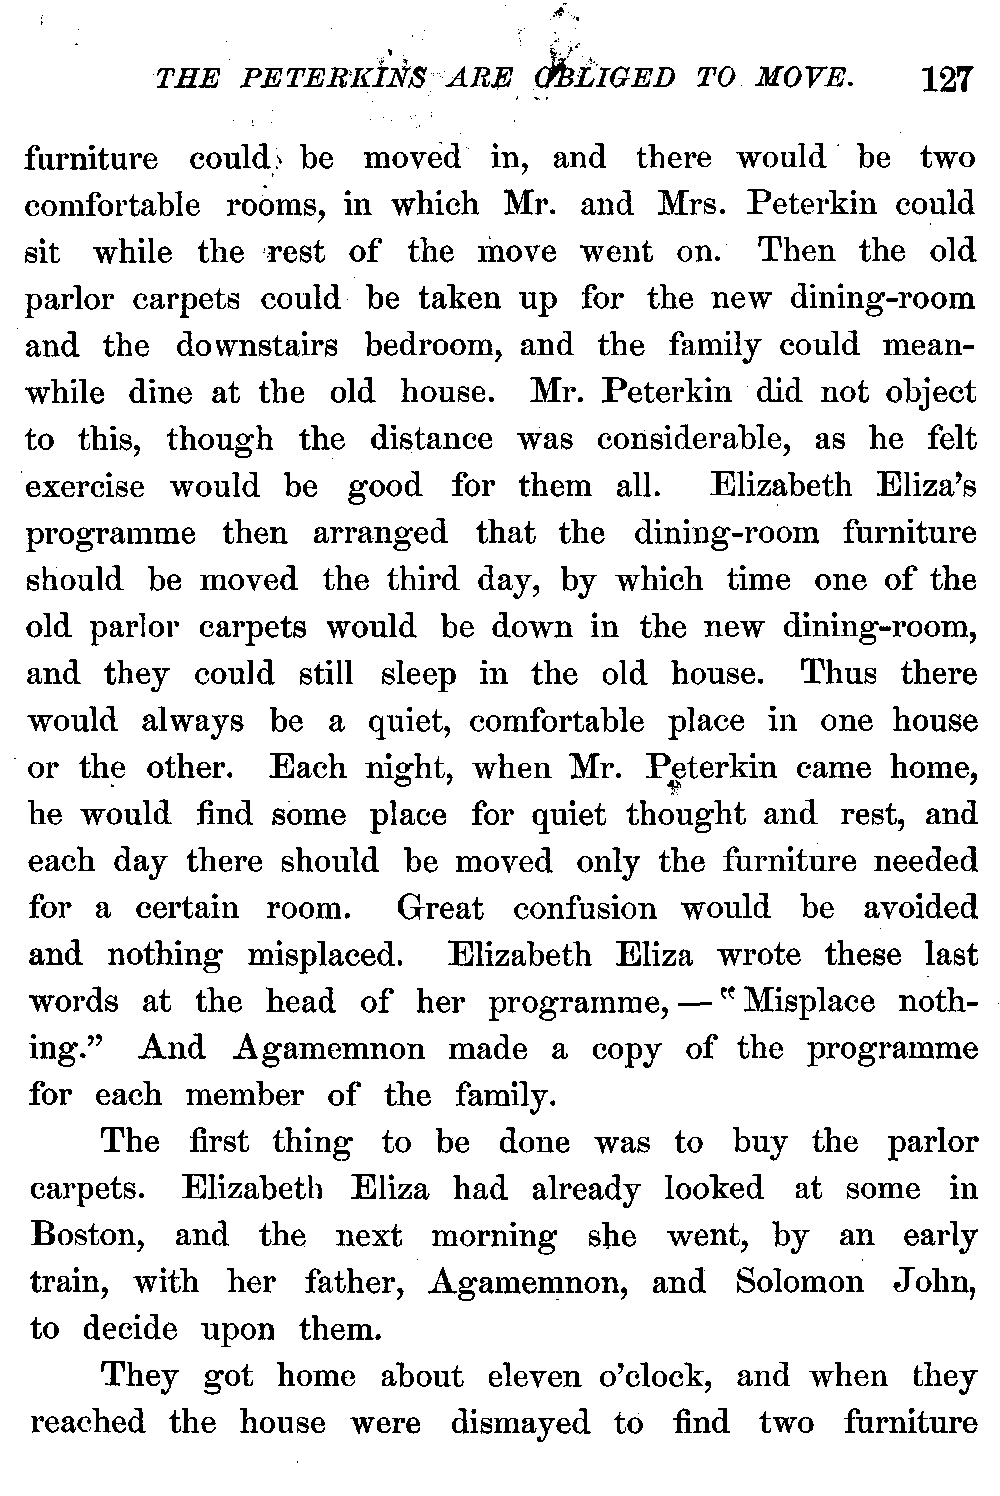 THE PETERKINS ARE OBLIGED TO MOVE. 127
furniture could be moved in, and there would be two
comfortable rooms, in which Mr. and Mrs. Peterkin could
sit while the rest of the move went on. Then the old
parlor carpets could be taken up for the new dining-room
and the downstairs bedroom, and the family could mean-
while dine at the old house. Mr. Peterkin did not object
to this, though the distance was considerable, as he felt
exercise would be good for them all. Elizabeth Eliza's
programme then arranged that the dining-room furniture
should be moved the third day, by which time one of the
old parlor carpets would be down in the new dining-room,
and they could still sleep in the old house. Thus there
would always be a quiet, comfortable place in one house
or the other. Each night, when Mr. Peterkin came home,
he would find some place for quiet thought and rest, and
each day there should be moved only the furniture needed
for a certain room. Great confusion would be avoided
and nothing misplaced. Elizabeth Eliza wrote these last
words at the head of her programme, — "Misplace noth-
ing." And Agamemnon made a copy of the programme
for each member of the family.
The first thing to be done was to buy the parlor
carpets. Elizabeth Eliza had already looked at some in
Boston, and the next morning she went, by an early
train, with her father, Agamemnon, and Solomon John,
to decide upon them.
They got home about eleven o'clock, and when they
reached the house were dismayed to find two furniture